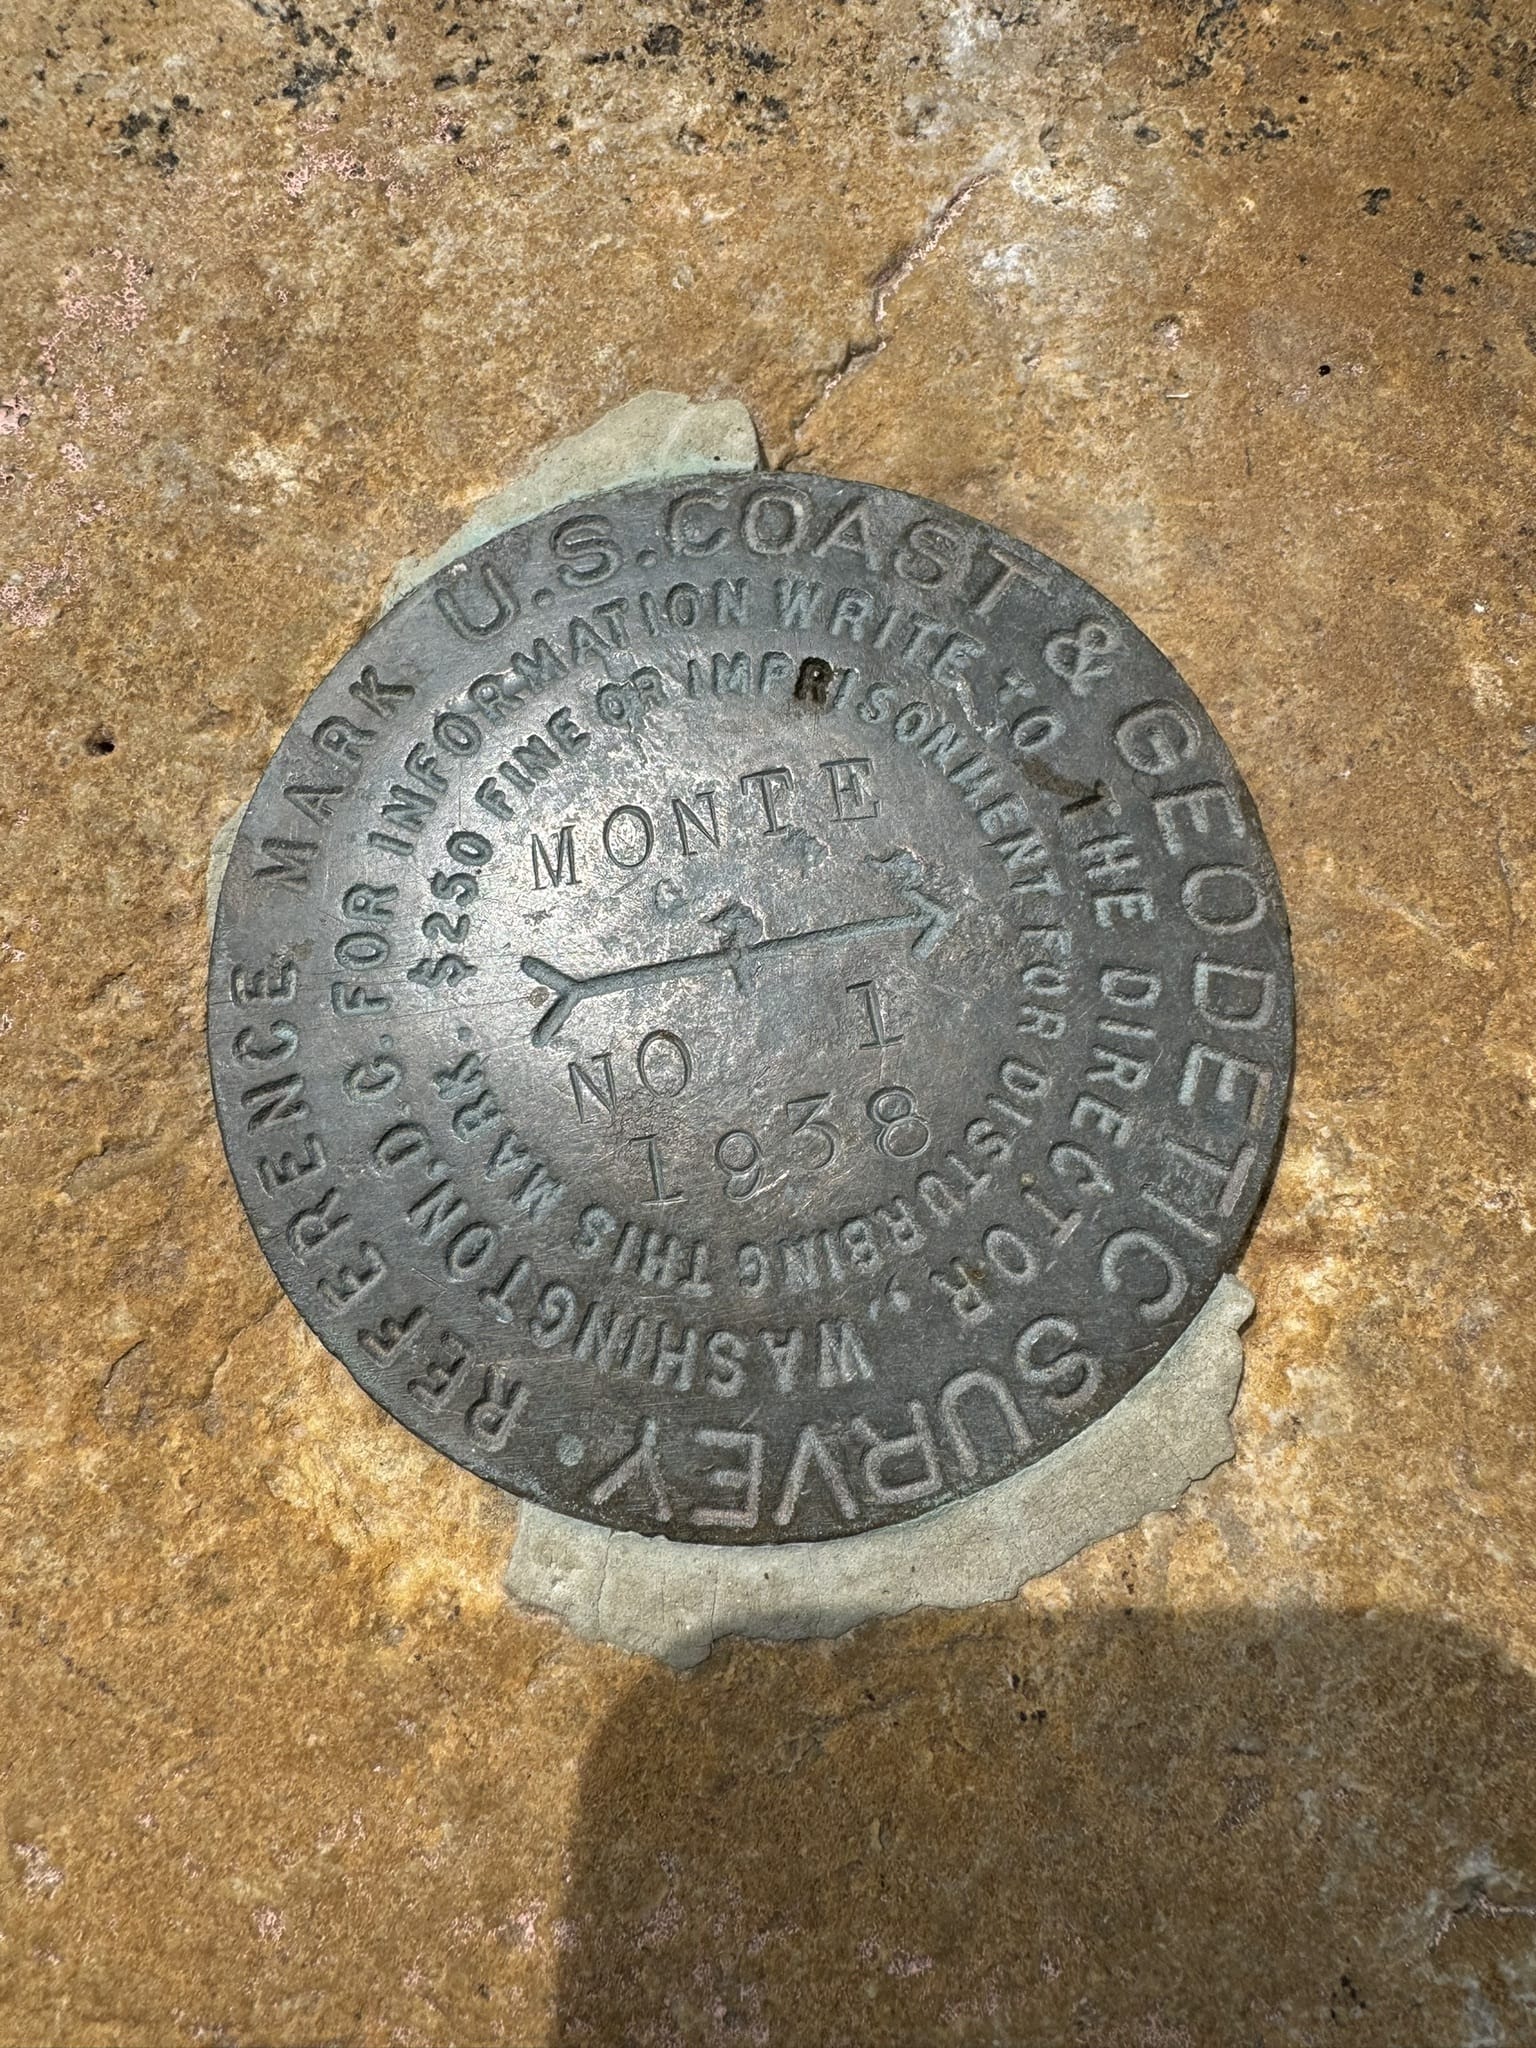 U.S. COAST & GEODETIC SURVEY. REFERENCE MARK
FOR INFORMATION WRITE TO THE DIRECTOR, WASHINGTON, D.C.
$250 FINE OR IMPRISONMENT FOR DISTURBING THIS MARK.
MONTE
NO 1
1938